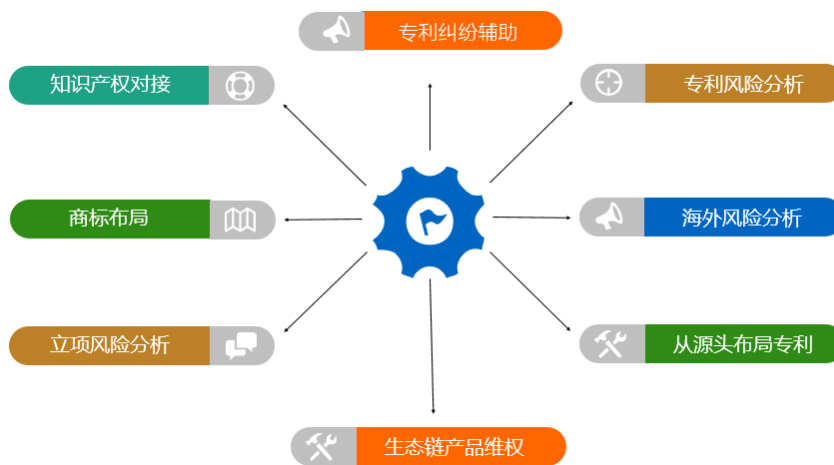 专利纠纷辅助
知识产权对接
专利风险分析
商标布局
海外风险分析
立项风险分析
从源头布局专利
生态链产品维权